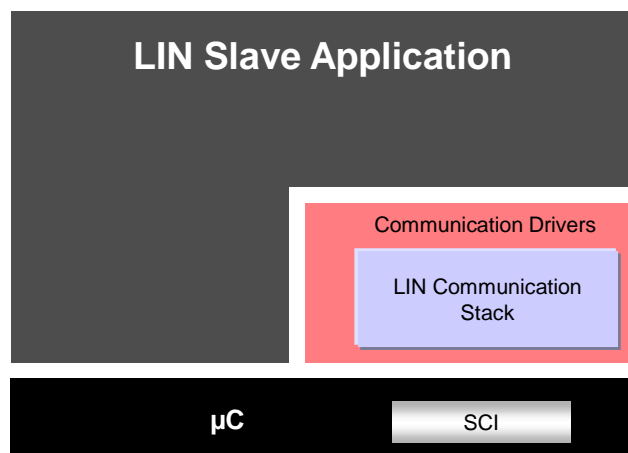 LIN Slave Application
Communication Drivers
LIN Communication
Stack
µC
SCI